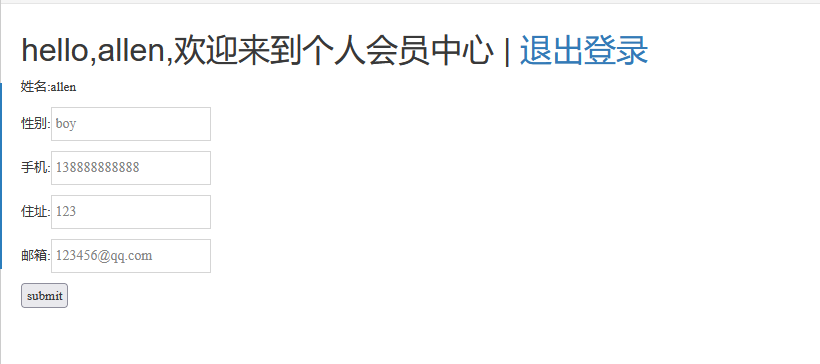 hello,allen,欢迎来到个人会员中心 | 退出登录
姓名:allen
性别:boy
手机:138888888888
住址:123
邮箱:123456@qq.com
submit